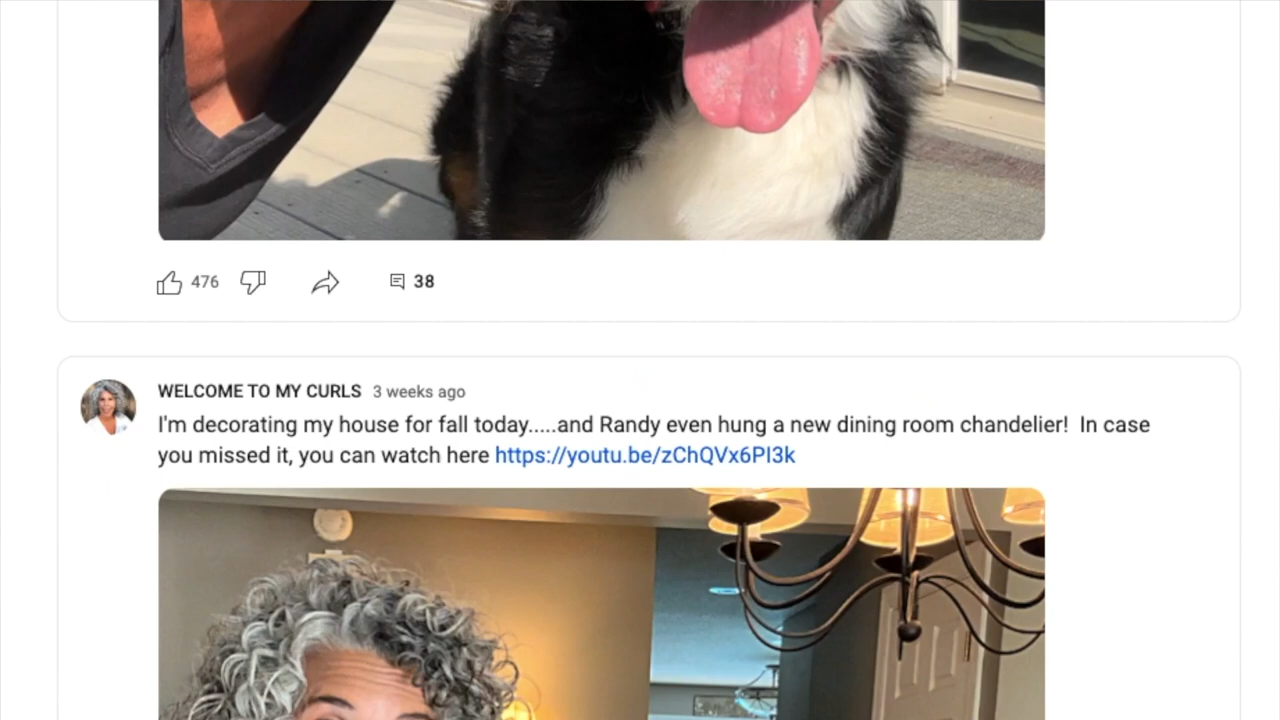 476
38
WELCOME TO MY CURLS 3 weeks ago
I'm decorating my house for fall today.....and Randy even hung a new dining room chandelier!  In case
you missed it, you can watch here https://youtu.be/zChQVx6PI3k